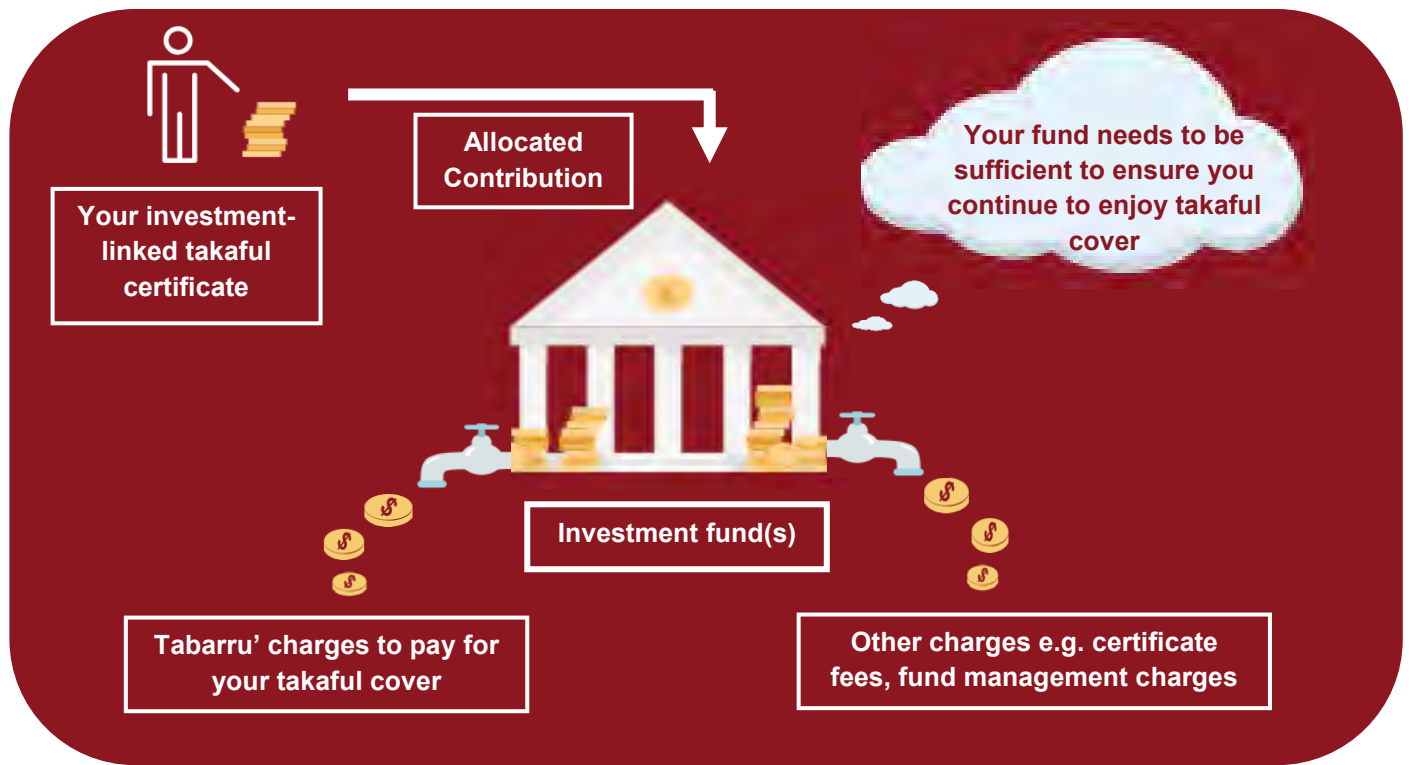 Your investment-
linked takaful
certificate
Allocated
Contribution
Your fund needs to be
sufficient to ensure you
continue to enjoy takaful
cover
Investment fund(s)
Tabarru’ charges to pay for
your takaful cover
Other charges e.g. certificate
fees, fund management charges